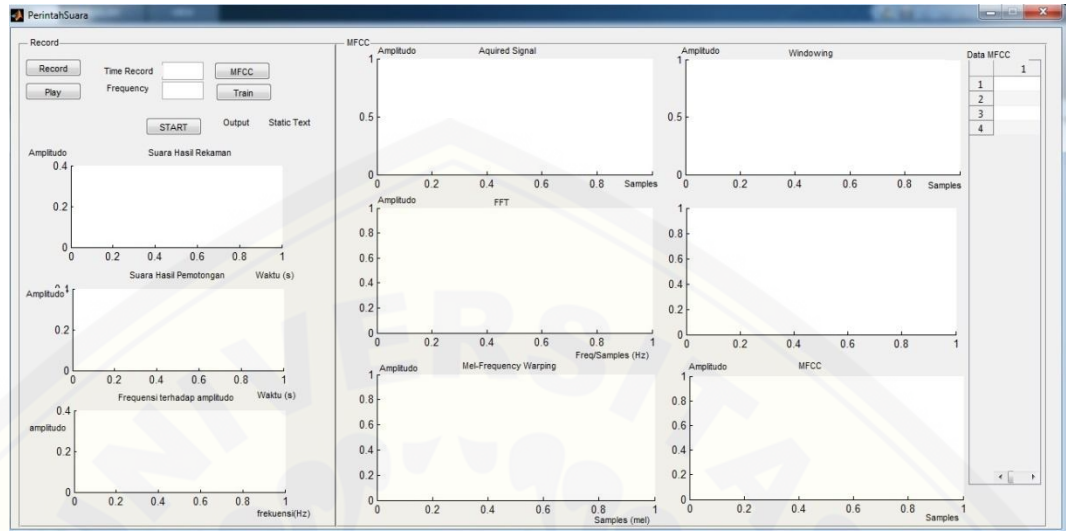 PerintahSuara
Record
Record
Time Record
MFCC
Play
Frequency
Train
START
Output
Static Text
Amplitudo
Suara Hasil Rekaman
0.4
0.2
0
0 0.2 0.4 0.6 0.8 1
Suara Hasil Pemotongan
Waktu (s)
Amplitudo
0.2
0
0 0.2 0.4 0.6 0.8 1
Frekuensi terhadap amplitudo
Waktu (s)
0.4
amplitudo
0.2
0
0 0.2 0.4 0.6 0.8 1
frekuensi(Hz)
MFCC
Amplitudo
Aquired Signal
1
0.5
0
0 0.2 0.4 0.6 0.8 Samples
Amplitudo
Windowing
1
0.5
0
0 0.2 0.4 0.6 0.8 Samples
Amplitudo
FFT
1
0.8
0.6
0.4
0.2
0
0 0.2 0.4 0.6 0.8 1
Freq/Samples (Hz)
1
0.8
0.6
0.4
0.2
0
0 0.2 0.4 0.6 0.8 1
Amplitudo
Mel-Frequency Warping
1
0.8
0.6
0.4
0.2
0
0 0.2 0.4 0.6 0.8 1
Samples (mel)
Amplitudo
MFCC
1
0.8
0.6
0.4
0.2
0
0 0.2 0.4 0.6 0.8 1
Samples
Data MFCC
1
1
2
3
4
UNIVERSITA